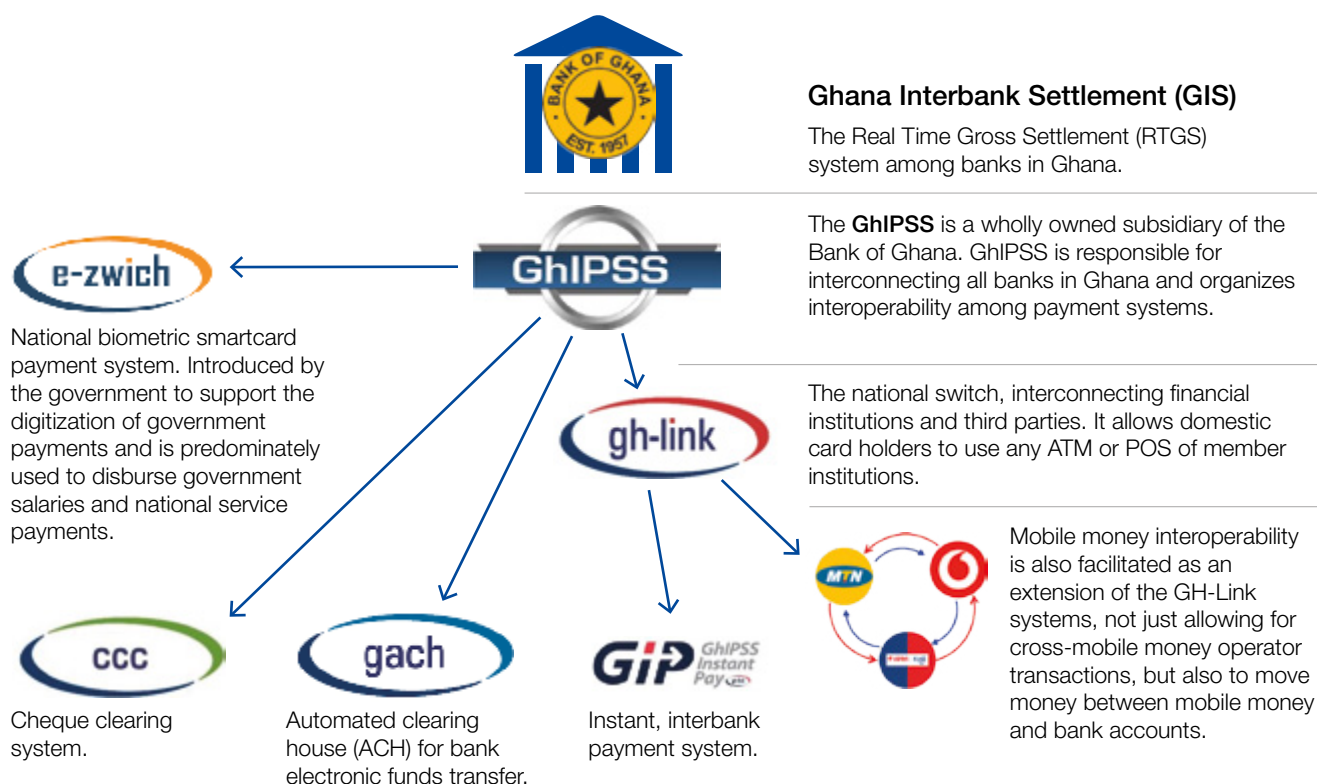 BANK OF GHANA
EST. 1957
Ghana Interbank Settlement (GIS)
The Real Time Gross Settlement (RTGS)
system among banks in Ghana.
GhIPSS
The GhIPSS is a wholly owned subsidiary of the
Bank of Ghana. GhIPSS is responsible for
interconnecting all banks in Ghana and organizes
interoperability among payment systems.
e-zwich
National biometric smartcard
payment system. Introduced by
the government to support the
digitization of government
payments and is predominately
used to disburse government
salaries and national service
payments.
gh-link
The national switch, interconnecting financial
institutions and third parties. It allows domestic
card holders to use any ATM or POS of member
institutions.
MTN
Mobile money interoperability
is also facilitated as an
extension of the GH-Link
systems, not just allowing for
cross-mobile money operator
transactions, but also to move
money between mobile money
and bank accounts.
ccc
Cheque clearing
system.
gach
Automated clearing
house (ACH) for bank
electronic funds transfer.
GiP
GhIPSS
Instant
Pay
Instant, interbank
payment system.